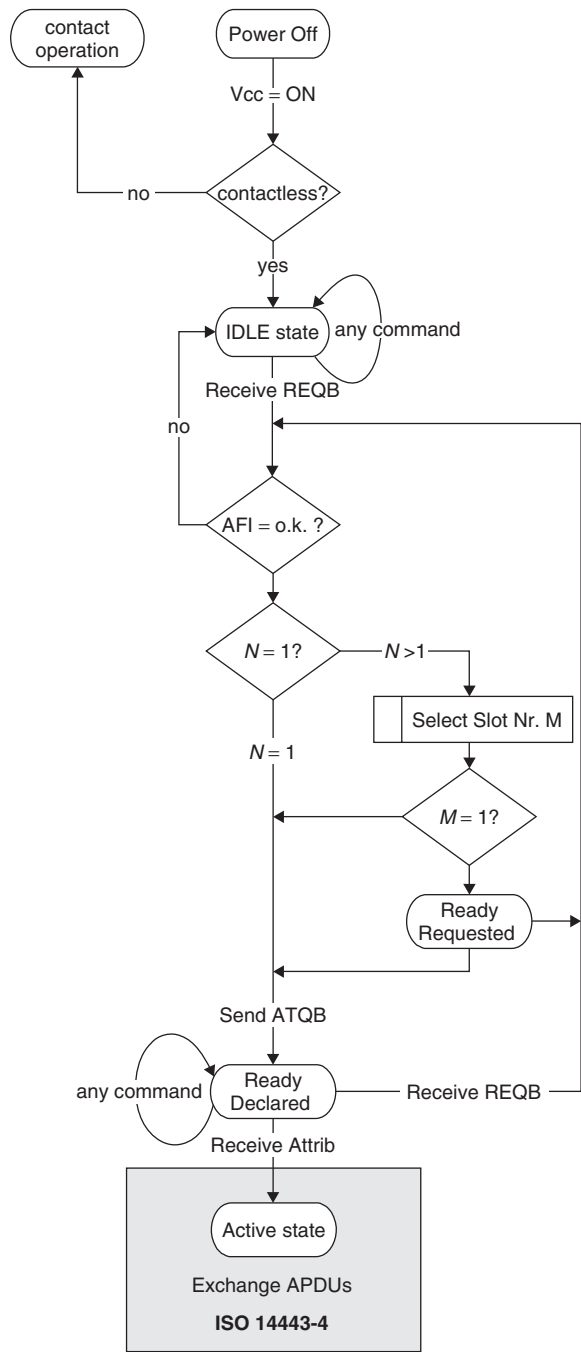 contact
operation
Power Off
Vcc = ON
contactless?
no
yes
IDLE state
any command
Receive REQB
no
AFI = o.k. ?
N = 1?
N >1
Select Slot Nr. M
N = 1
M = 1?
Ready
Requested
Send ATQB
any command
Ready
Declared
Receive REQB
Receive Attrib
Active state
Exchange APDUs
ISO 14443-4